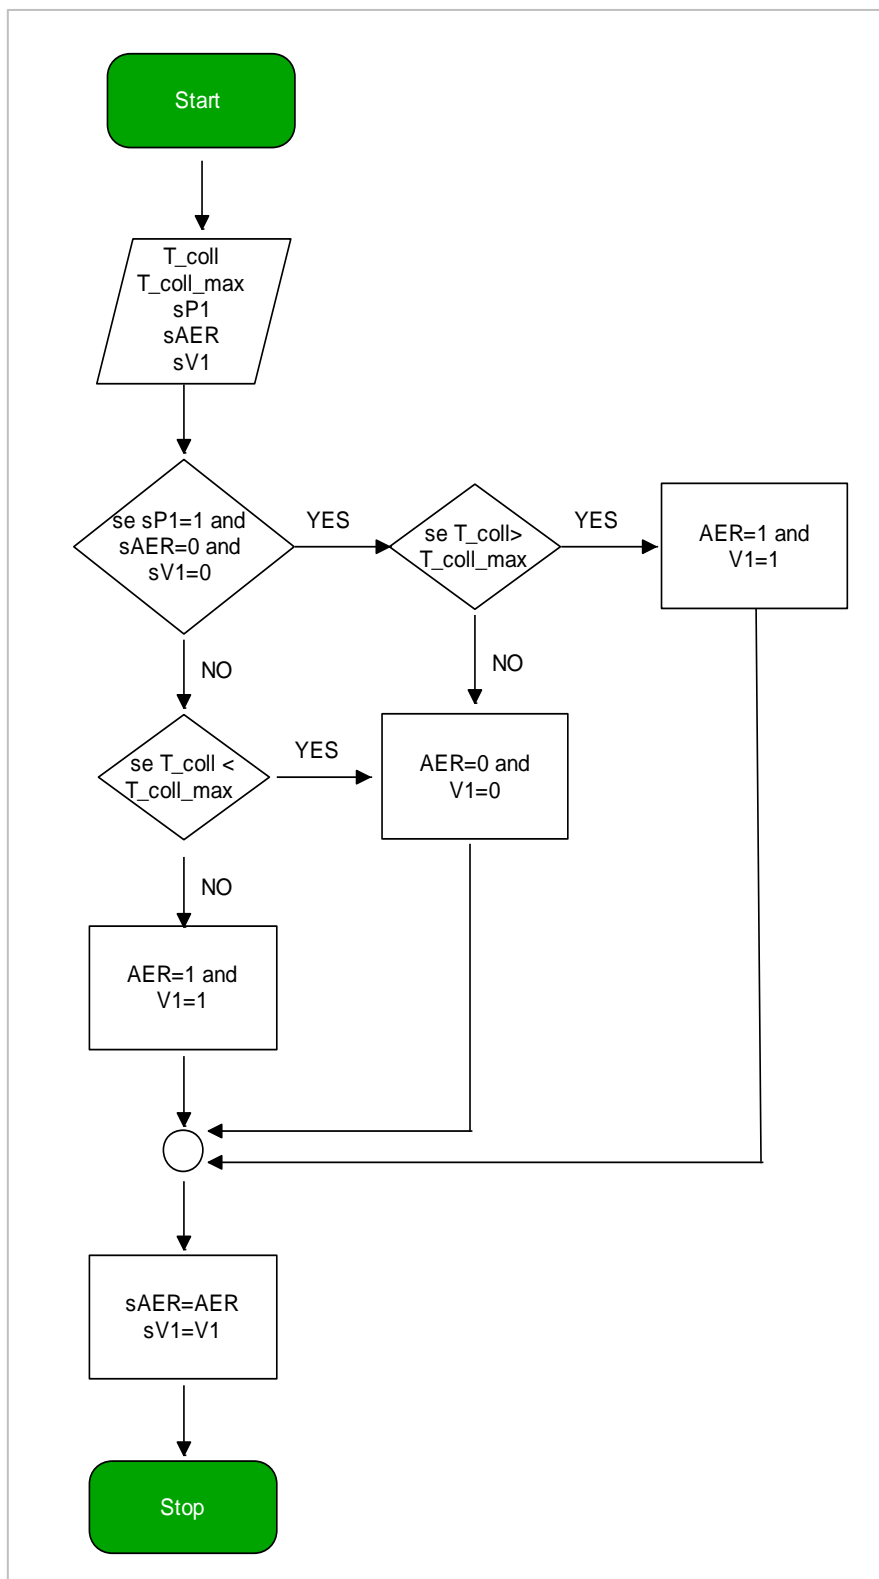 Start
T_coll
T_coll_max
sP1
sAER
sV1
se sP1=1 and
sAER=0 and
sV1=0
YES
se T_coll>
T_coll_max
YES
AER=1 and
V1=1
NO
NO
se T_coll <
T_coll_max
YES
AER=0 and
V1=0
NO
AER=1 and
V1=1
sAER=AER
sV1=V1
Stop